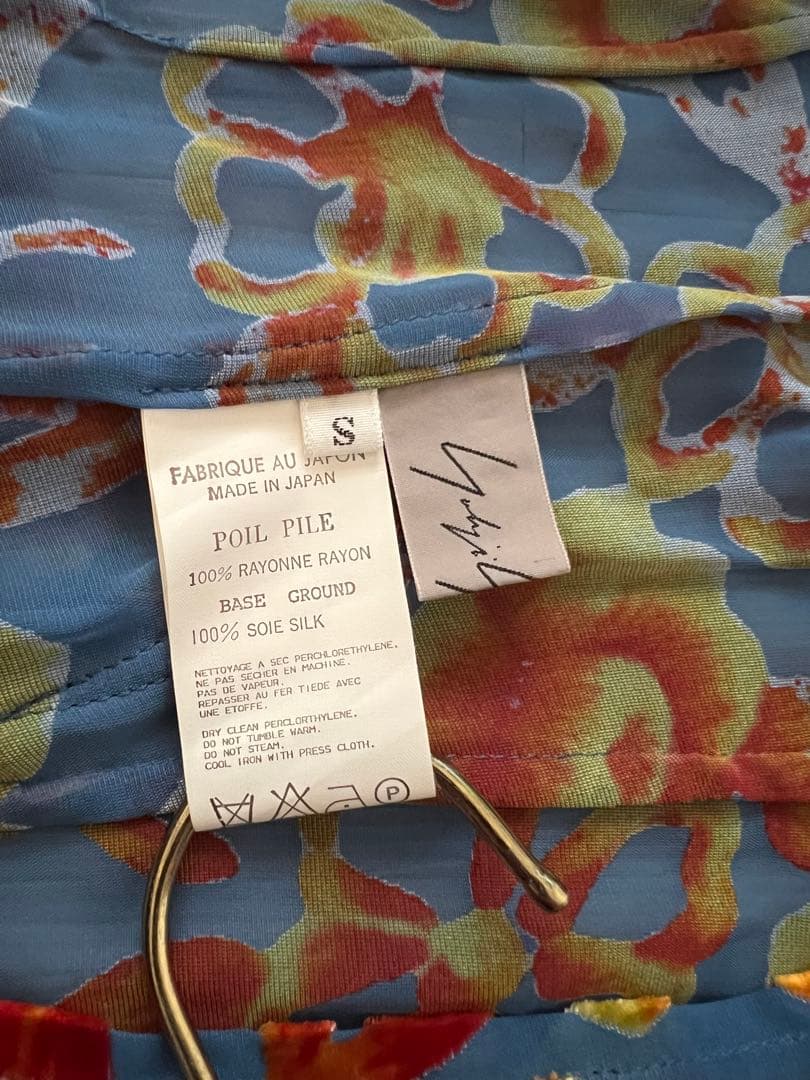 S
FABRIQUE AU JAPON
MADE IN JAPAN
POIL PILE
100% RAYONNE RAYON
BASE GROUND
100% SOIE SILK
NETTOYAGE A SEC PERCHLORETHYLENE.
NE PAS SECHER EN MACHINE.
PAS DE VAPEUR.
REPASSER AU FER TIEDE AVEC
UNE ETOFFE.
DRY CLEAN PERCLORTHYLENE.
DO NOT TUMBLE WARM.
DO NOT STEAM.
COOL IRON WITH PRESS CLOTH.
P